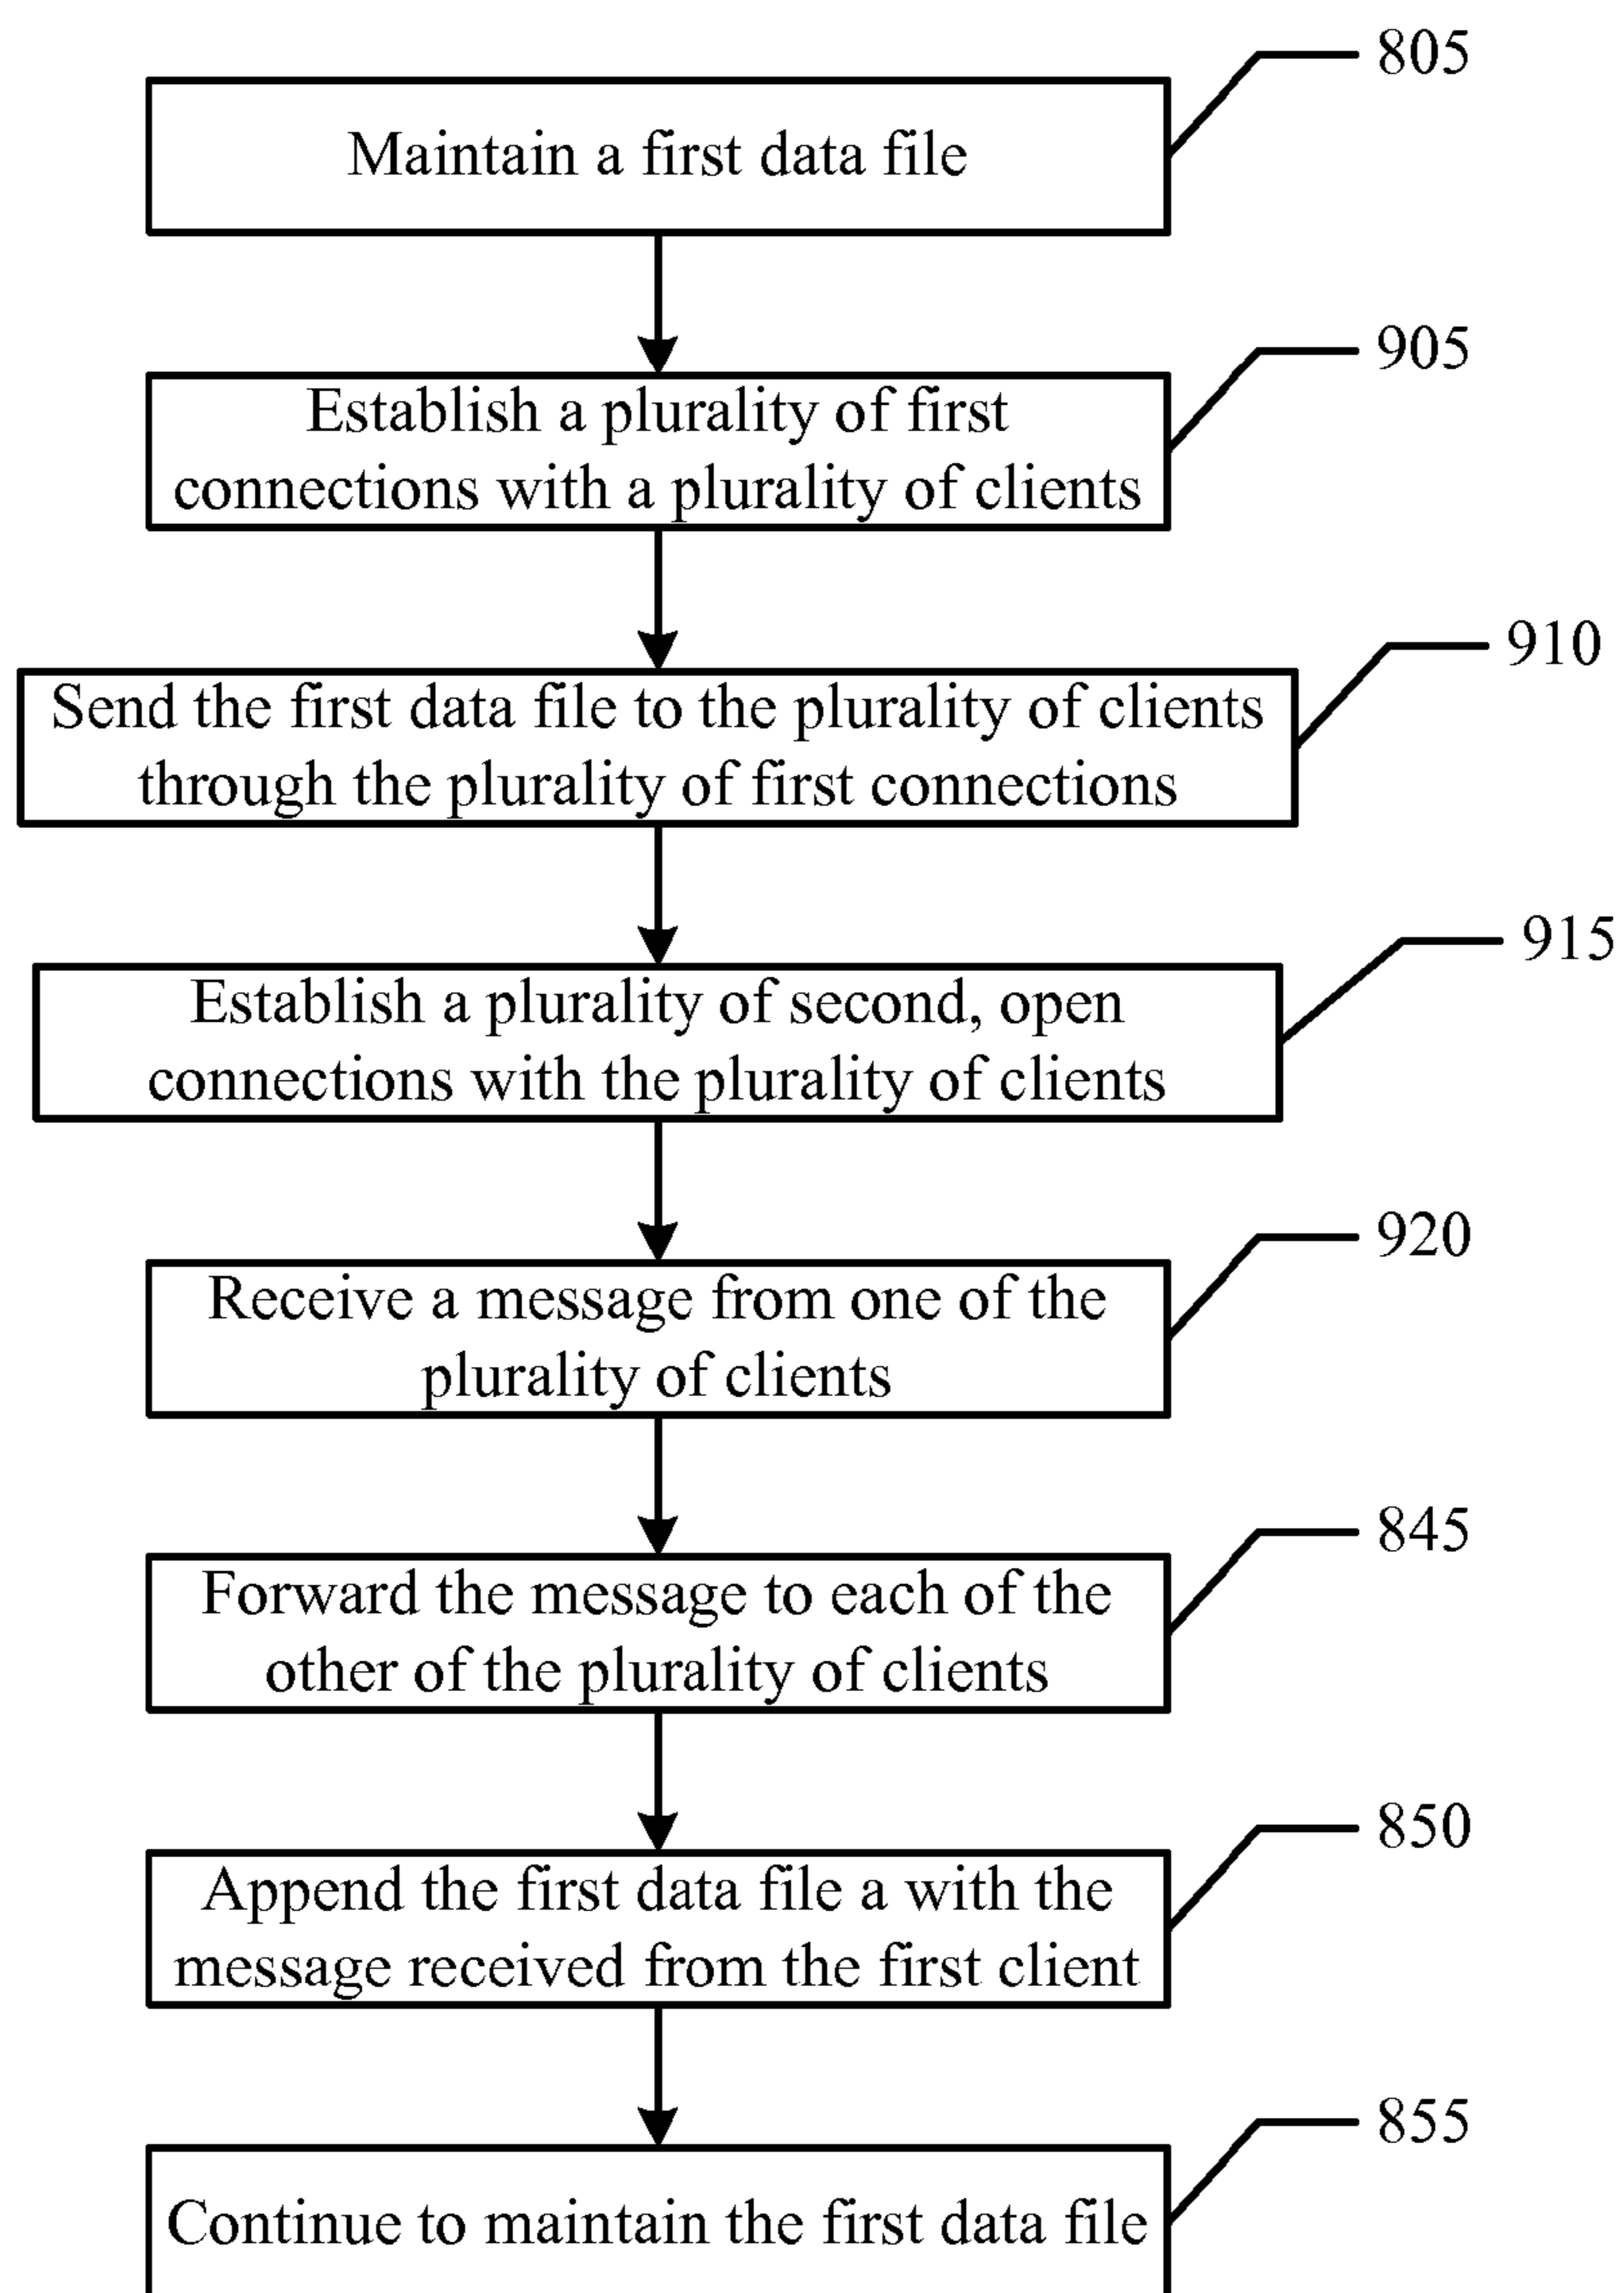 805
Maintain a first data file
905
Establish a plurality of first
connections with a plurality of clients
910
Send the first data file to the plurality of clients
through the plurality of first connections
915
Establish a plurality of second, open
connections with the plurality of clients
920
Receive a message from one of the
plurality of clients
845
Forward the message to each of the
other of the plurality of clients
850
Append the first data file a with the
message received from the first client
855
Continue to maintain the first data file